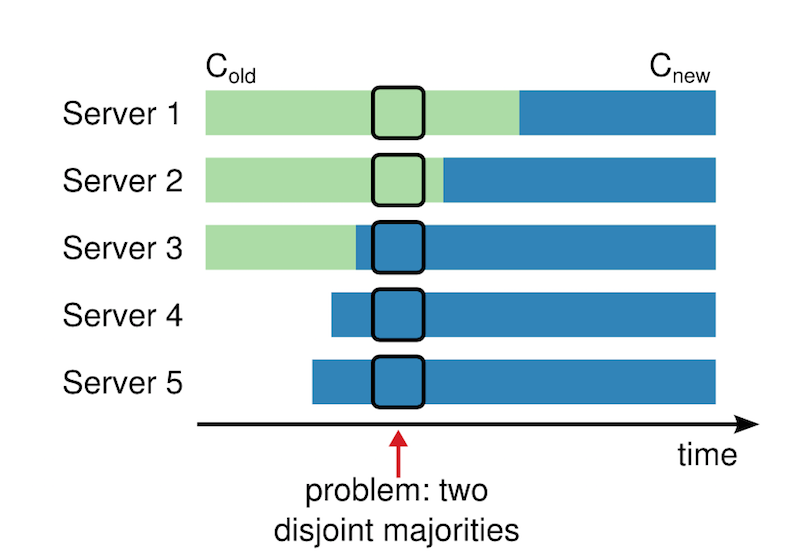 C_old C_new
Server 1
Server 2
Server 3
Server 4
Server 5
time
problem: two
disjoint majorities